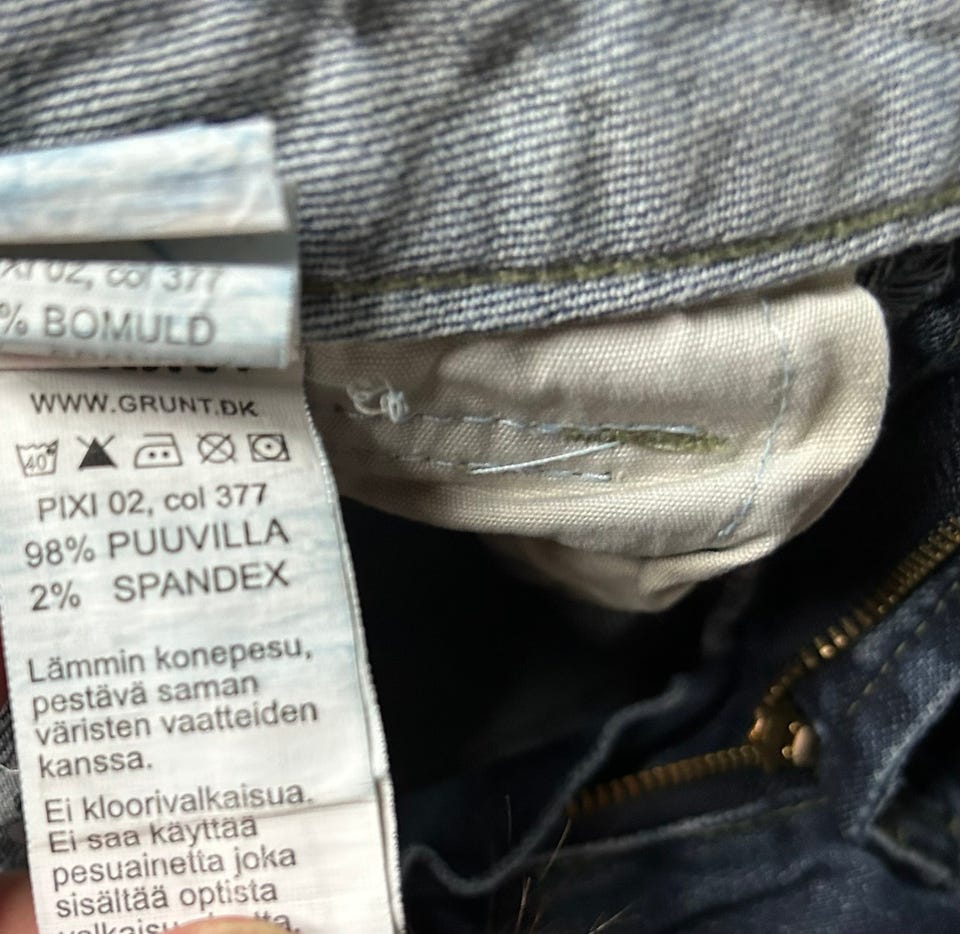 02, col 377
% BOMULD
WWW.GRUNT.DK
40°
PIXI 02, col 377
98% PUUVILLA
2% SPANDEX
Lämmin konepesu,
pestävä saman
väristen vaatteiden
kanssa.
Ei kloorivalkaisua.
Ei saa käyttää
pesuainetta joka
sisältää optista